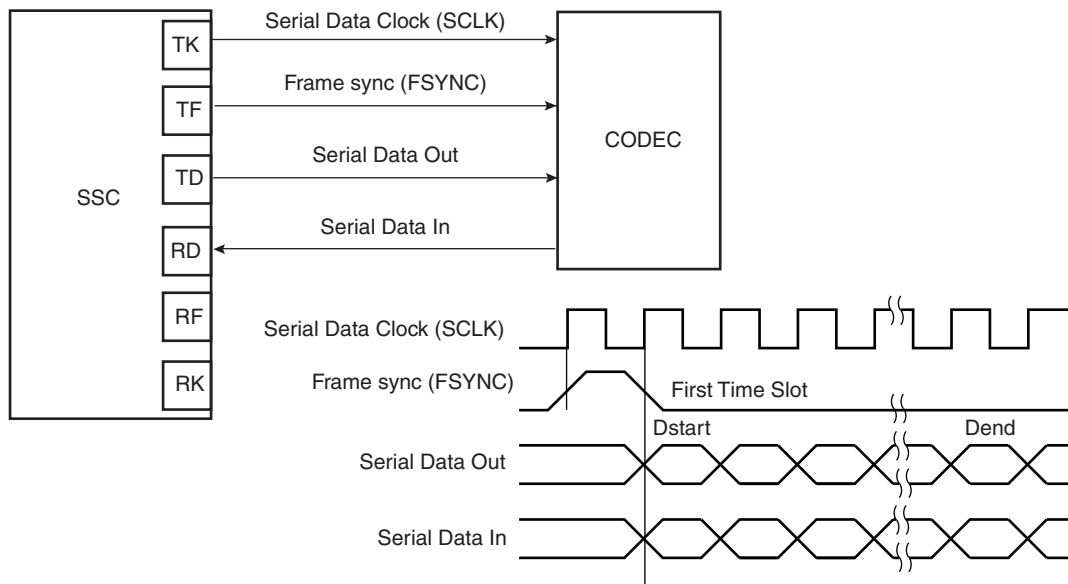 Serial Data Clock (SCLK)
TK
Frame sync (FSYNC)
TF
CODEC
Serial Data Out
TD
SSC
Serial Data In
RD
RF
Serial Data Clock (SCLK)
RK
Frame sync (FSYNC)
First Time Slot
Dstart
Dend
Serial Data Out
Serial Data In